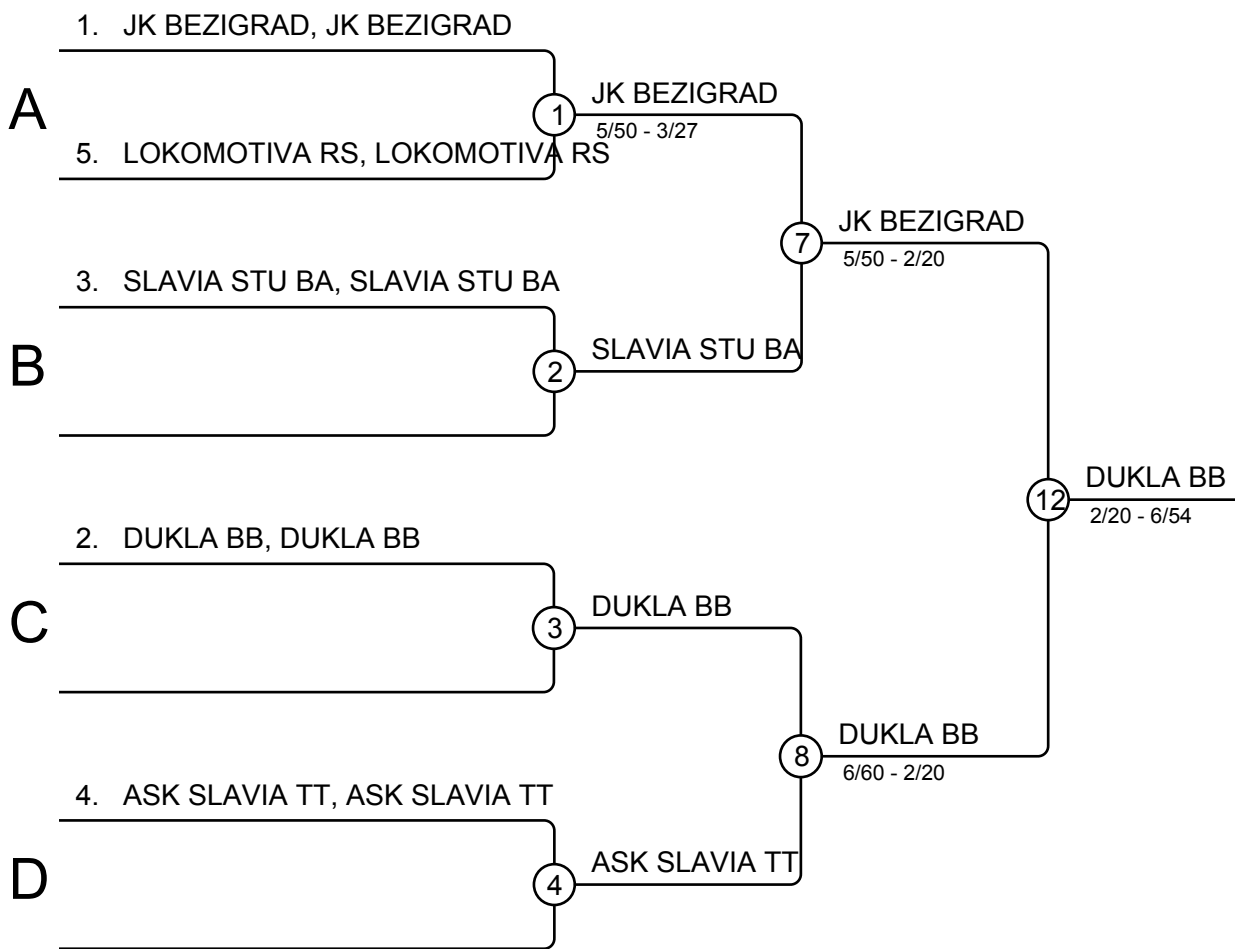 1. JK BEZIGRAD, JK BEZIGRAD
A
1
JK BEZIGRAD
5/50 - 3/27
5. LOKOMOTIVA RS, LOKOMOTIVA RS
7
JK BEZIGRAD
5/50 - 2/20
3. SLAVIA STU BA, SLAVIA STU BA
B
2
SLAVIA STU BA
12
DUKLA BB
2/20 - 6/54
2. DUKLA BB, DUKLA BB
C
3
DUKLA BB
8
DUKLA BB
6/60 - 2/20
4. ASK SLAVIA TT, ASK SLAVIA TT
D
4
ASK SLAVIA TT